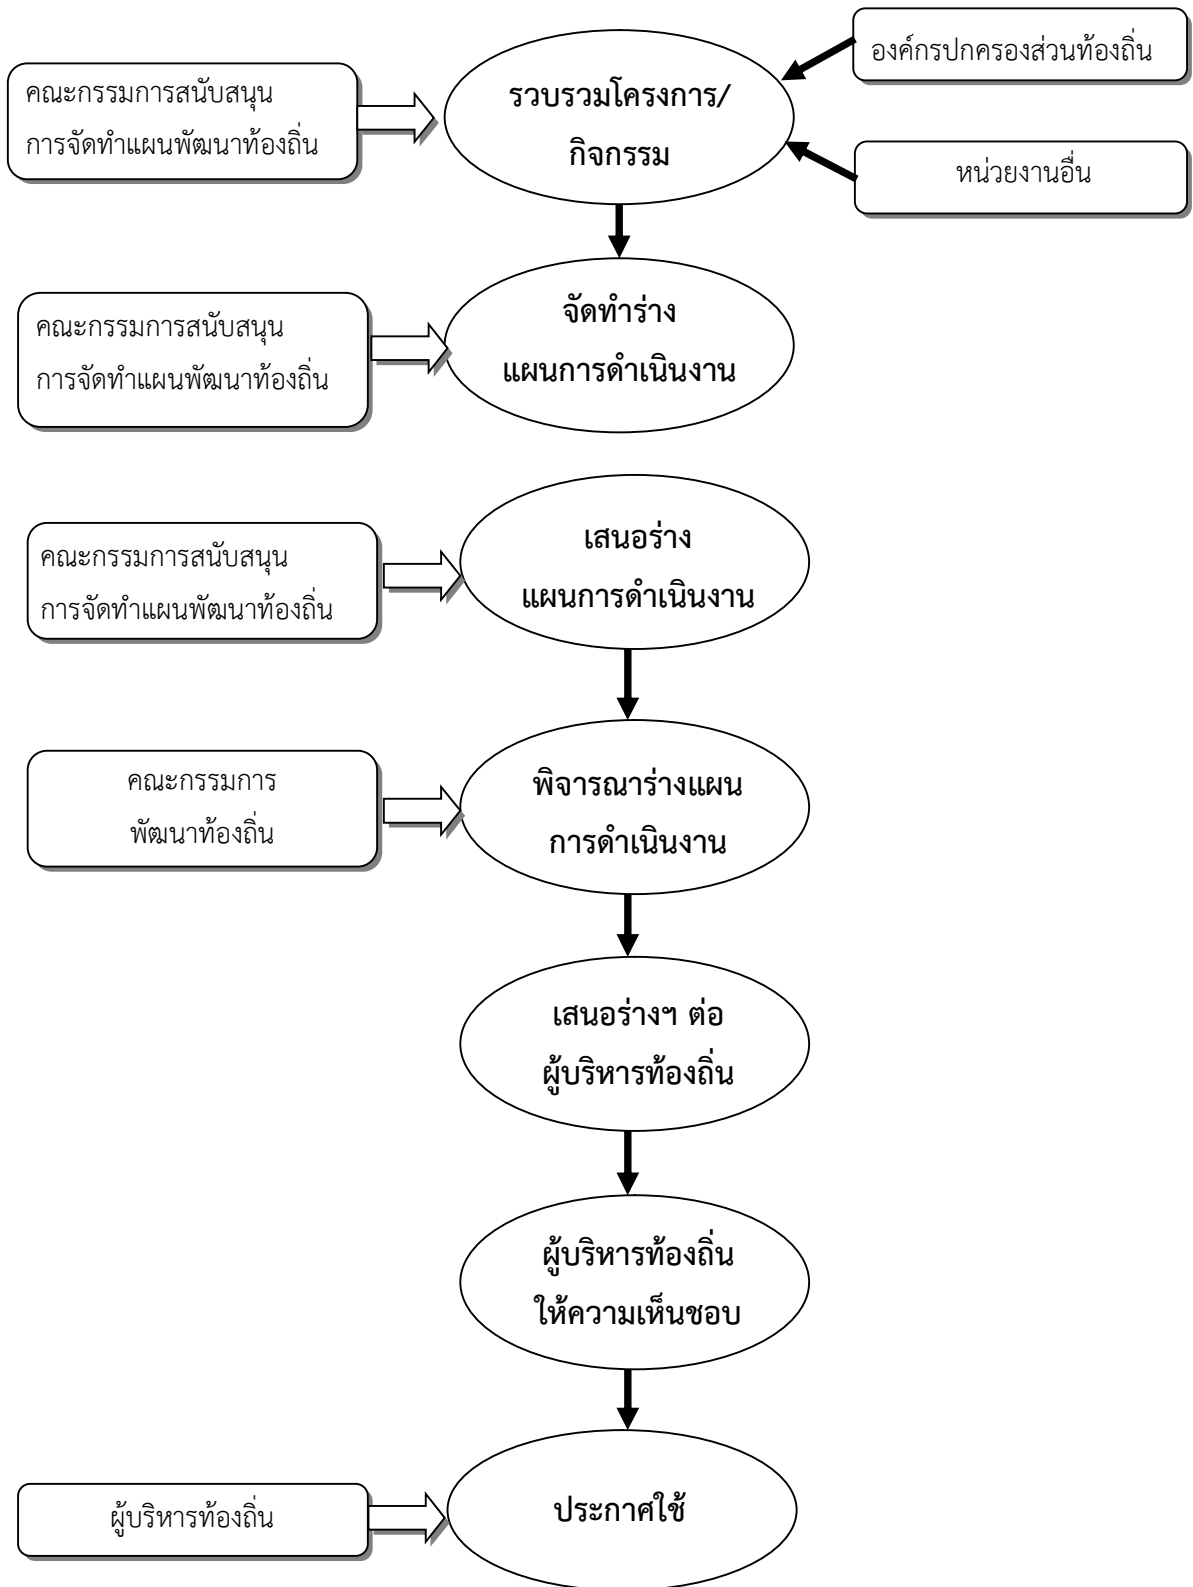 องค์กรปกครองส่วนท้องถิ่น
คณะกรรมการสนับสนุน
การจัดทำแผนพัฒนาท้องถิ่น
รวบรวมโครงการ/
กิจกรรม
หน่วยงานอื่น
คณะกรรมการสนับสนุน
การจัดทำแผนพัฒนาท้องถิ่น
จัดทำร่าง
แผนการดำเนินงาน
คณะกรรมการสนับสนุน
การจัดทำแผนพัฒนาท้องถิ่น
เสนอร่าง
แผนการดำเนินงาน
คณะกรรมการ
พัฒนาท้องถิ่น
พิจารณาร่างแผน
การดำเนินงาน
เสนอร่างฯ ต่อ
ผู้บริหารท้องถิ่น
ผู้บริหารท้องถิ่น
ให้ความเห็นชอบ
ผู้บริหารท้องถิ่น
ประกาศใช้